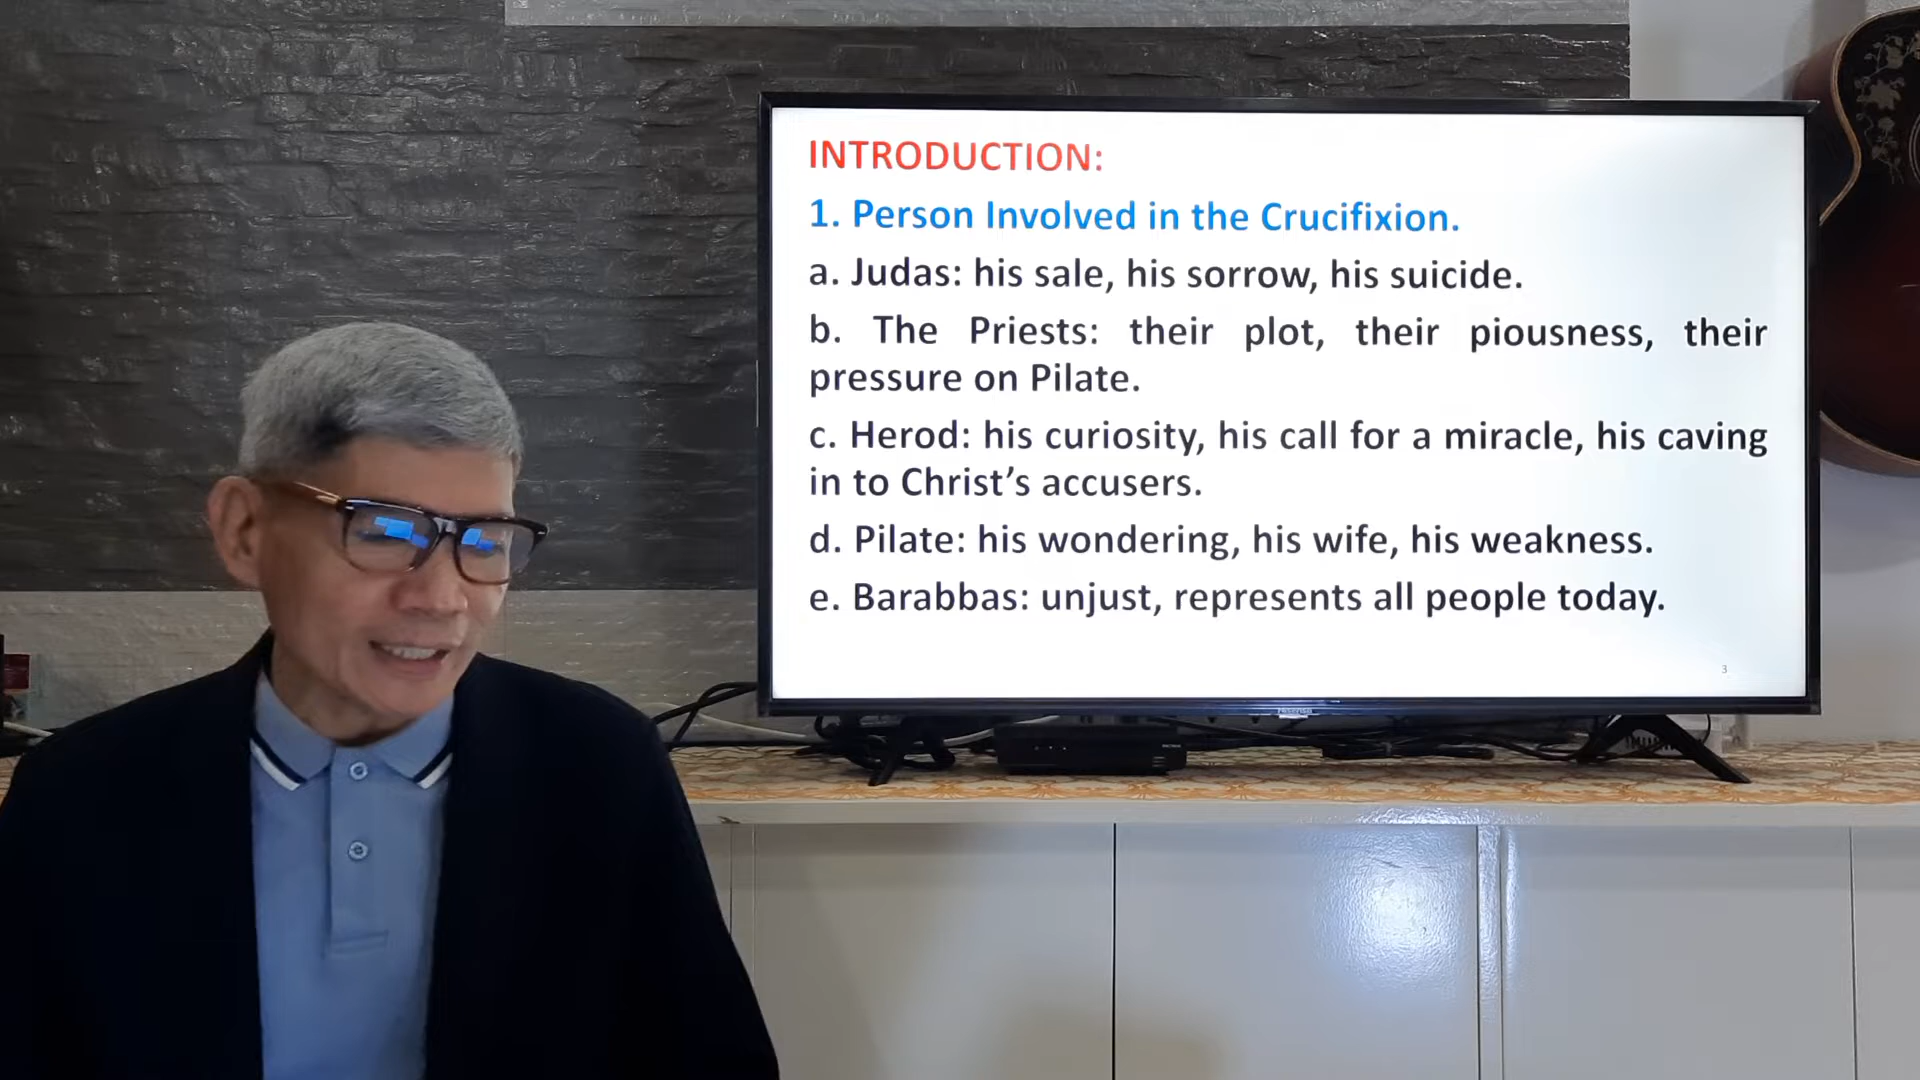 INTRODUCTION:
1. Person Involved in the Crucifixion.
a. Judas: his sale, his sorrow, his suicide.
b. The Priests: their plot, their piousness, their
pressure on Pilate.
c. Herod: his curiosity, his call for a miracle, his caving
in to Christ’s accusers.
d. Pilate: his wondering, his wife, his weakness.
e. Barabbas: unjust, represents all people today.
3
Hisense